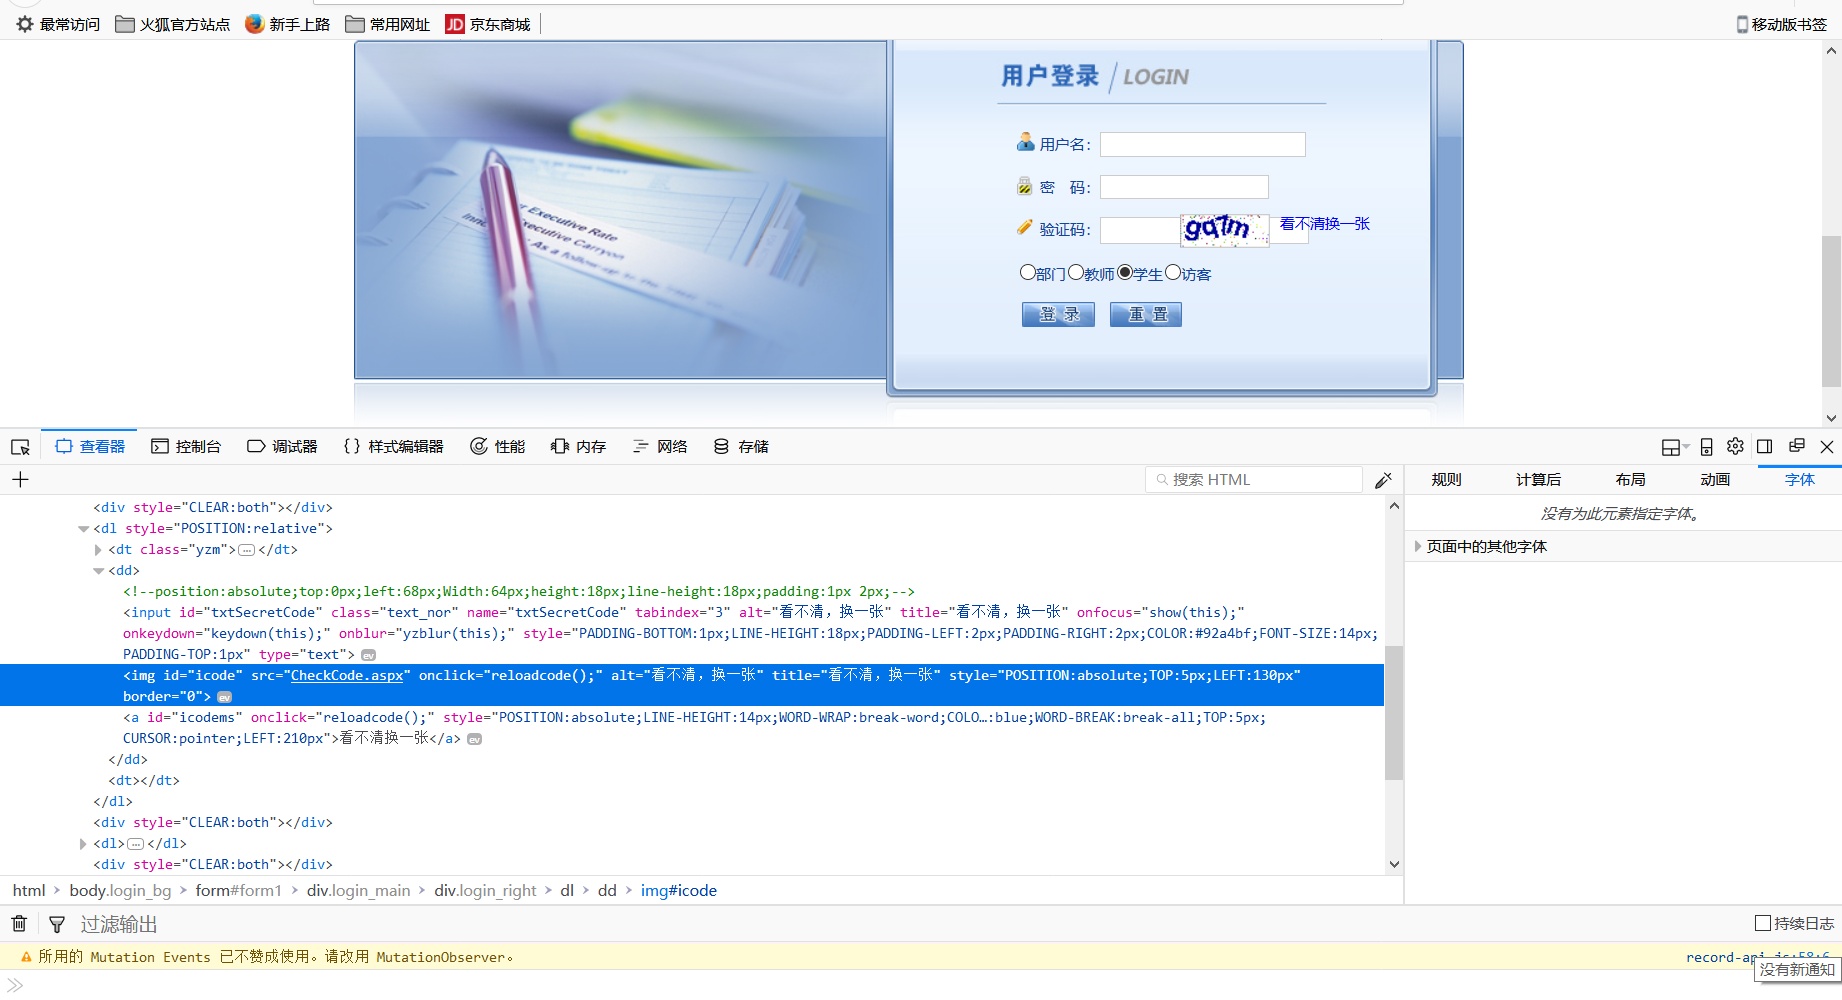 最常访问 火狐官方站点 新手上路 常用网址 JD 京东商城 移动版书签
用户登录 LOGIN
用户名：
密 码：
验证码： gq7m 看不清换一张
部门 教师 学生 访客
登 录 重 置
Executive Rate
Executive Carryon
As a follow-up to the
查看器 控制台 调试器 {} 样式编辑器 性能 内存 网络 存储
+ 搜索 HTML
规则 计算后 布局 动画 字体
没有为此元素指定字体。
页面中的其他字体
<div style="CLEAR:both"></div>
<dl style="POSITION:relative">
<dt class="yzm">…</dt>
<dd>
<!--position:absolute;top:0px;left:68px;Width:64px;height:18px;line-height:18px;padding:1px 2px;-->
<input id="txtSecretCode" class="text_nor" name="txtSecretCode" tabindex="3" alt="看不清，换一张" title="看不清，换一张" onfocus="show(this);"
onkeydown="keydown(this);" onblur="yzblur(this);" style="PADDING-BOTTOM:1px;LINE-HEIGHT:18px;PADDING-LEFT:2px;PADDING-RIGHT:2px;COLOR:#92a4bf;FONT-SIZE:14px;
PADDING-TOP:1px" type="text"> ev
<img id="icode" src="CheckCode.aspx" onclick="reloadcode();" alt="看不清，换一张" title="看不清，换一张" style="POSITION:absolute;TOP:5px;LEFT:130px"
border="0"> ev
<a id="icodems" onclick="reloadcode();" style="POSITION:absolute;LINE-HEIGHT:14px;WORD-WRAP:break-word;COLO…:blue;WORD-BREAK:break-all;TOP:5px;
CURSOR:pointer;LEFT:210px">看不清换一张</a> ev
</dd>
<dt></dt>
</dl>
<div style="CLEAR:both"></div>
<dl>…</dl>
<div style="CLEAR:both"></div>
html › body.login_bg › form#form1 › div.login_main › div.login_right › dl › dd › img#icode
过滤输出 持续日志
所用的 Mutation Events 已不赞成使用。请改用 MutationObserver。 record-api.js:58:6
没有新通知